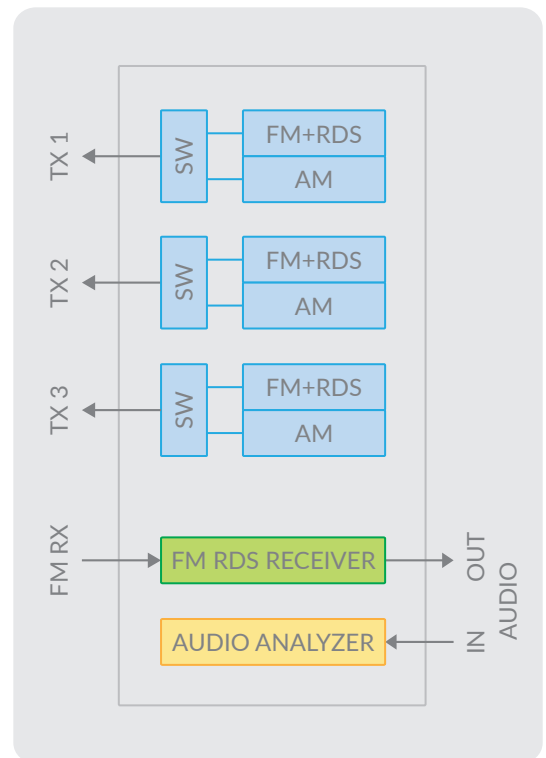 TX 1
SW
FM+RDS
AM
TX 2
SW
FM+RDS
AM
TX 3
SW
FM+RDS
AM
FM RX
FM RDS RECEIVER
OUT
AUDIO
AUDIO ANALYZER
IN